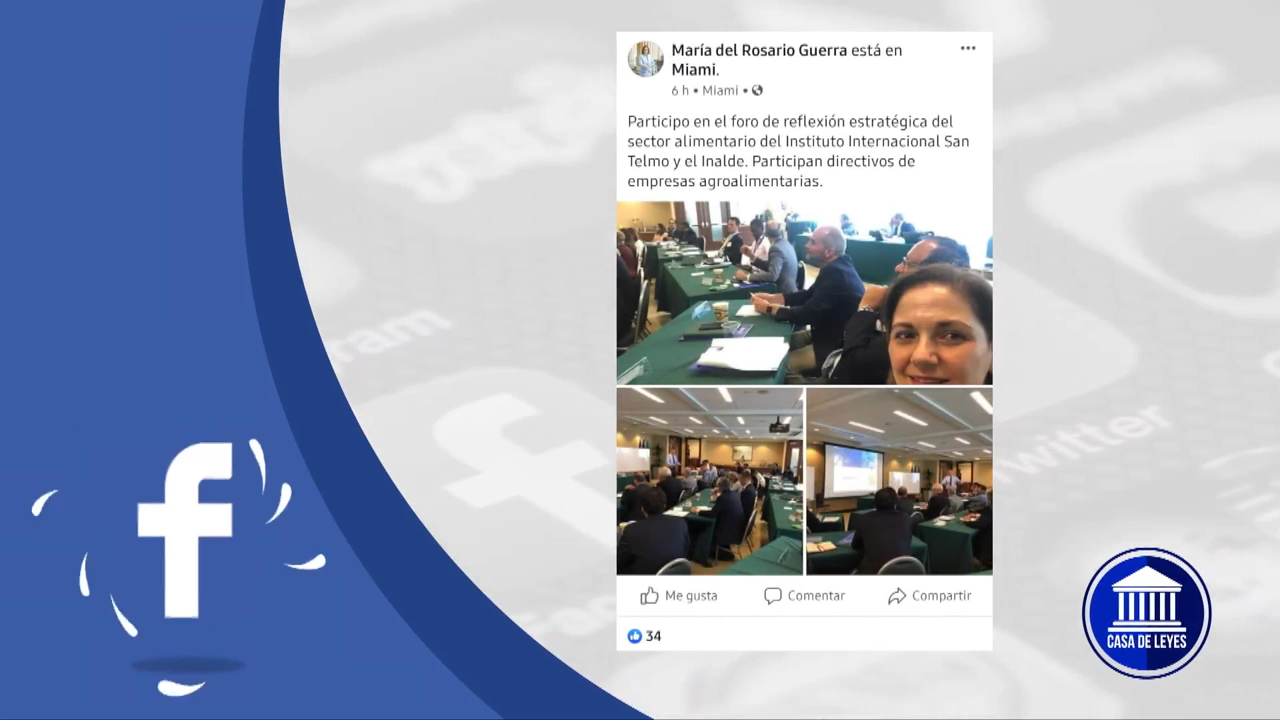 María del Rosario Guerra está en
Miami.
6 h • Miami •
Participo en el foro de reflexión estratégica del
sector alimentario del Instituto Internacional San
Telmo y el Inalde. Participan directivos de
empresas agroalimentarias.
Me gusta
Comentar
Compartir
34
CASA DE LEYES
ram
witter